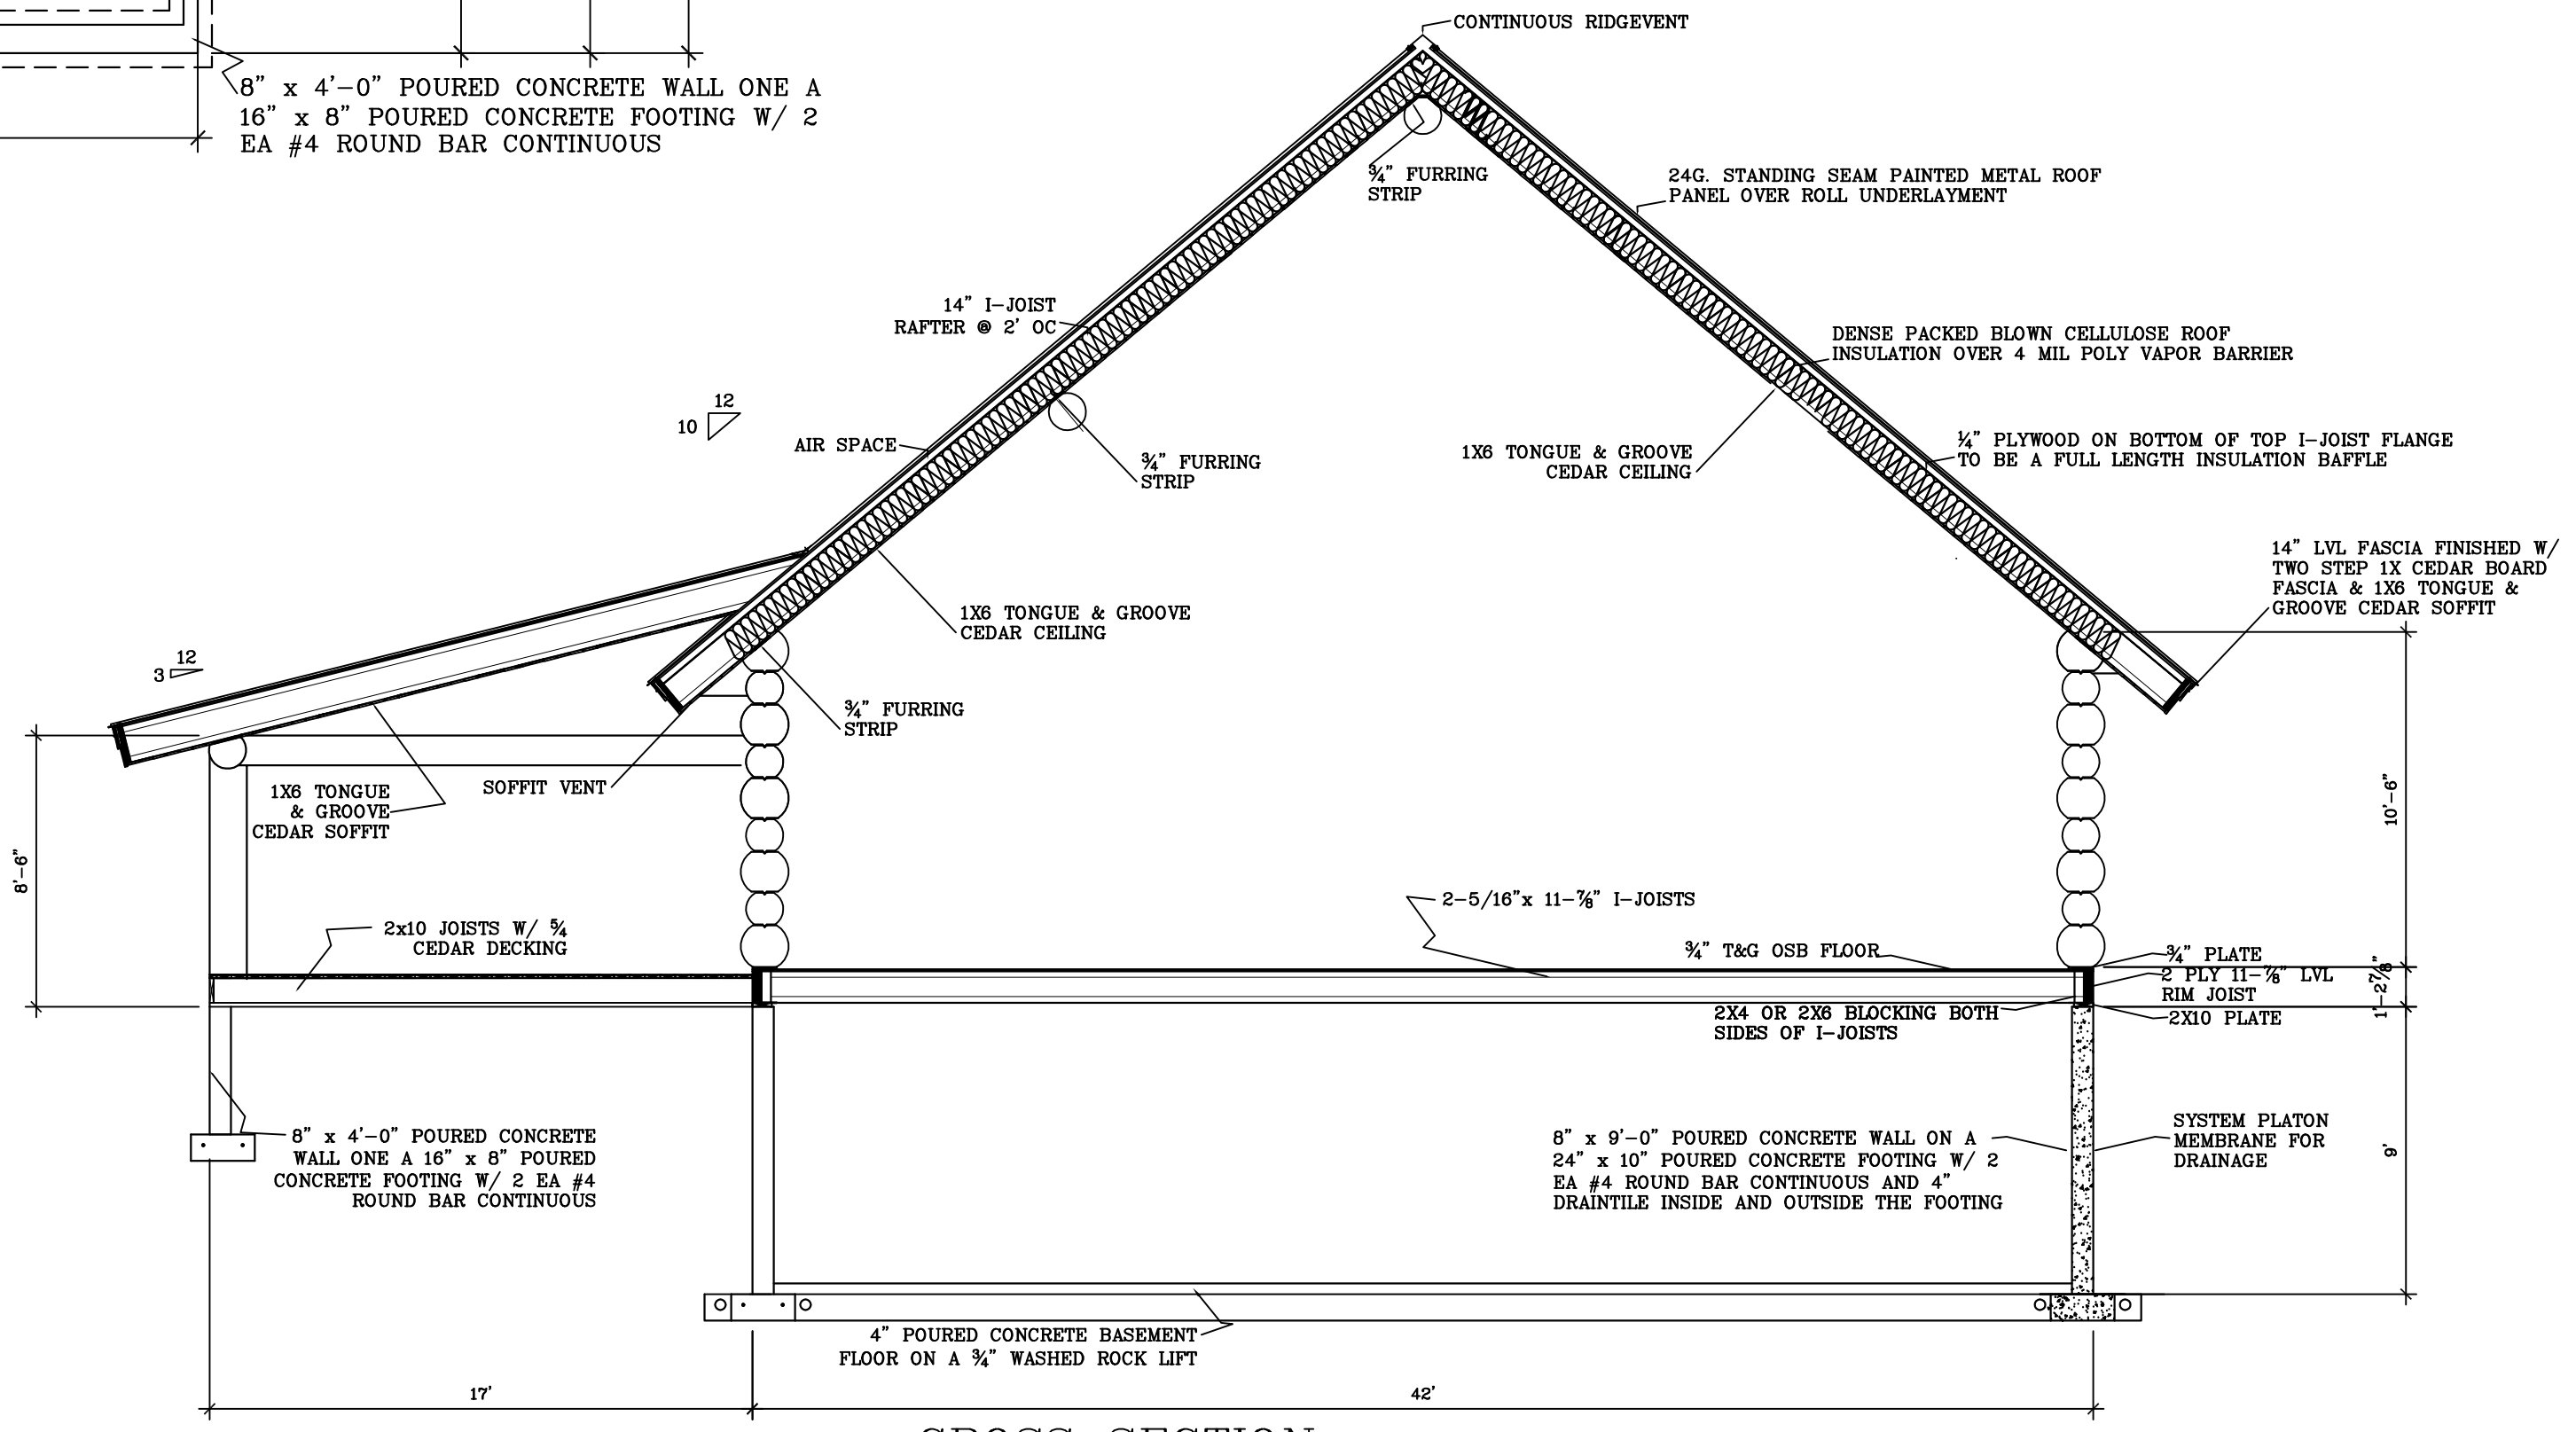 8" x 4'-0" POURED CONCRETE WALL ONE A
16" x 8" POURED CONCRETE FOOTING W/ 2
EA #4 ROUND BAR CONTINUOUS
CONTINUOUS RIDGEVENT
¾" FURRING
STRIP
24G. STANDING SEAM PAINTED METAL ROOF
PANEL OVER ROLL UNDERLAYMENT
14" I-JOIST
RAFTER @ 2' OC
DENSE PACKED BLOWN CELLULOSE ROOF
INSULATION OVER 4 MIL POLY VAPOR BARRIER
12
10
AIR SPACE
¾" FURRING
STRIP
1X6 TONGUE & GROOVE
CEDAR CEILING
¼" PLYWOOD ON BOTTOM OF TOP I-JOIST FLANGE
TO BE A FULL LENGTH INSULATION BAFFLE
14" LVL FASCIA FINISHED W/
TWO STEP 1X CEDAR BOARD
FASCIA & 1X6 TONGUE &
GROOVE CEDAR SOFFIT
1X6 TONGUE & GROOVE
CEDAR CEILING
12
3
¾" FURRING
STRIP
SOFFIT VENT
1X6 TONGUE
& GROOVE
CEDAR SOFFIT
8'-6"
10'-6"
2x10 JOISTS W/ 5/4
CEDAR DECKING
2-5/16"x 11-⅞" I-JOISTS
¾" T&G OSB FLOOR
¾" PLATE
2 PLY 11-⅞" LVL
RIM JOIST
2X10 PLATE
1'-2⅞"
2X4 OR 2X6 BLOCKING BOTH
SIDES OF I-JOISTS
8" x 4'-0" POURED CONCRETE
WALL ONE A 16" x 8" POURED
CONCRETE FOOTING W/ 2 EA #4
ROUND BAR CONTINUOUS
8" x 9'-0" POURED CONCRETE WALL ON A
24" x 10" POURED CONCRETE FOOTING W/ 2
EA #4 ROUND BAR CONTINUOUS AND 4"
DRAINTILE INSIDE AND OUTSIDE THE FOOTING
SYSTEM PLATON
MEMBRANE FOR
DRAINAGE
9'
4" POURED CONCRETE BASEMENT
FLOOR ON A ¾" WASHED ROCK LIFT
17'
42'
CROSS SECTION